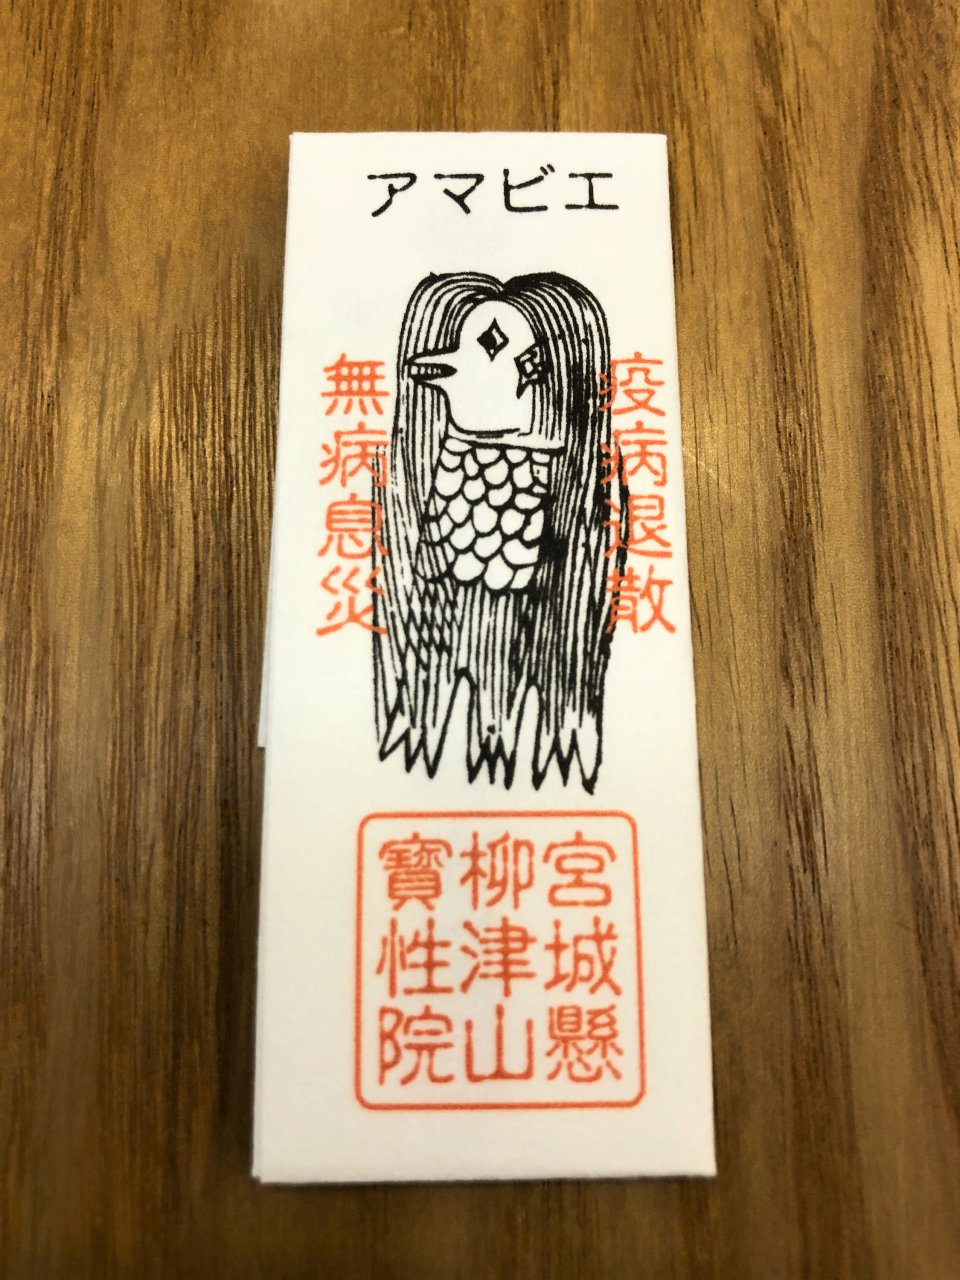 アマビエ
疫病退散
無病息災
宮城縣
柳津山
寶性院